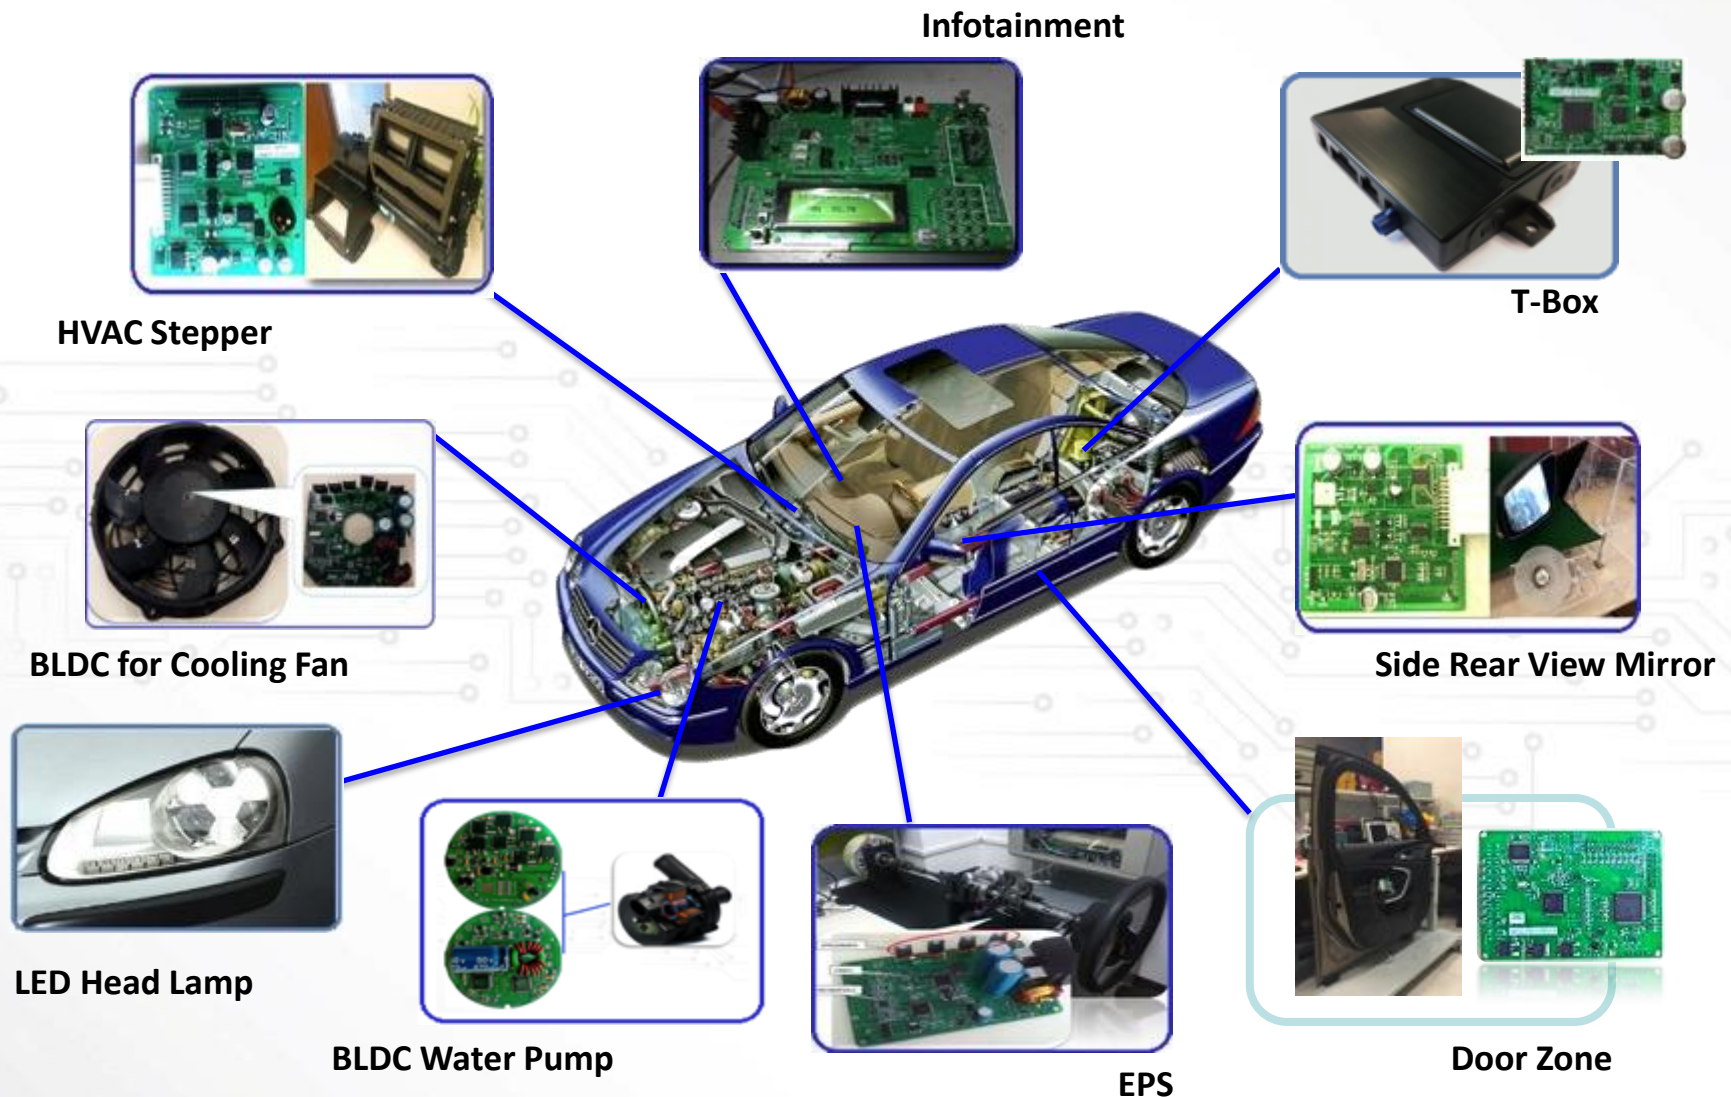 Infotainment
HVAC Stepper
T-Box
BLDC for Cooling Fan
Side Rear View Mirror
LED Head Lamp
BLDC Water Pump
EPS
Door Zone